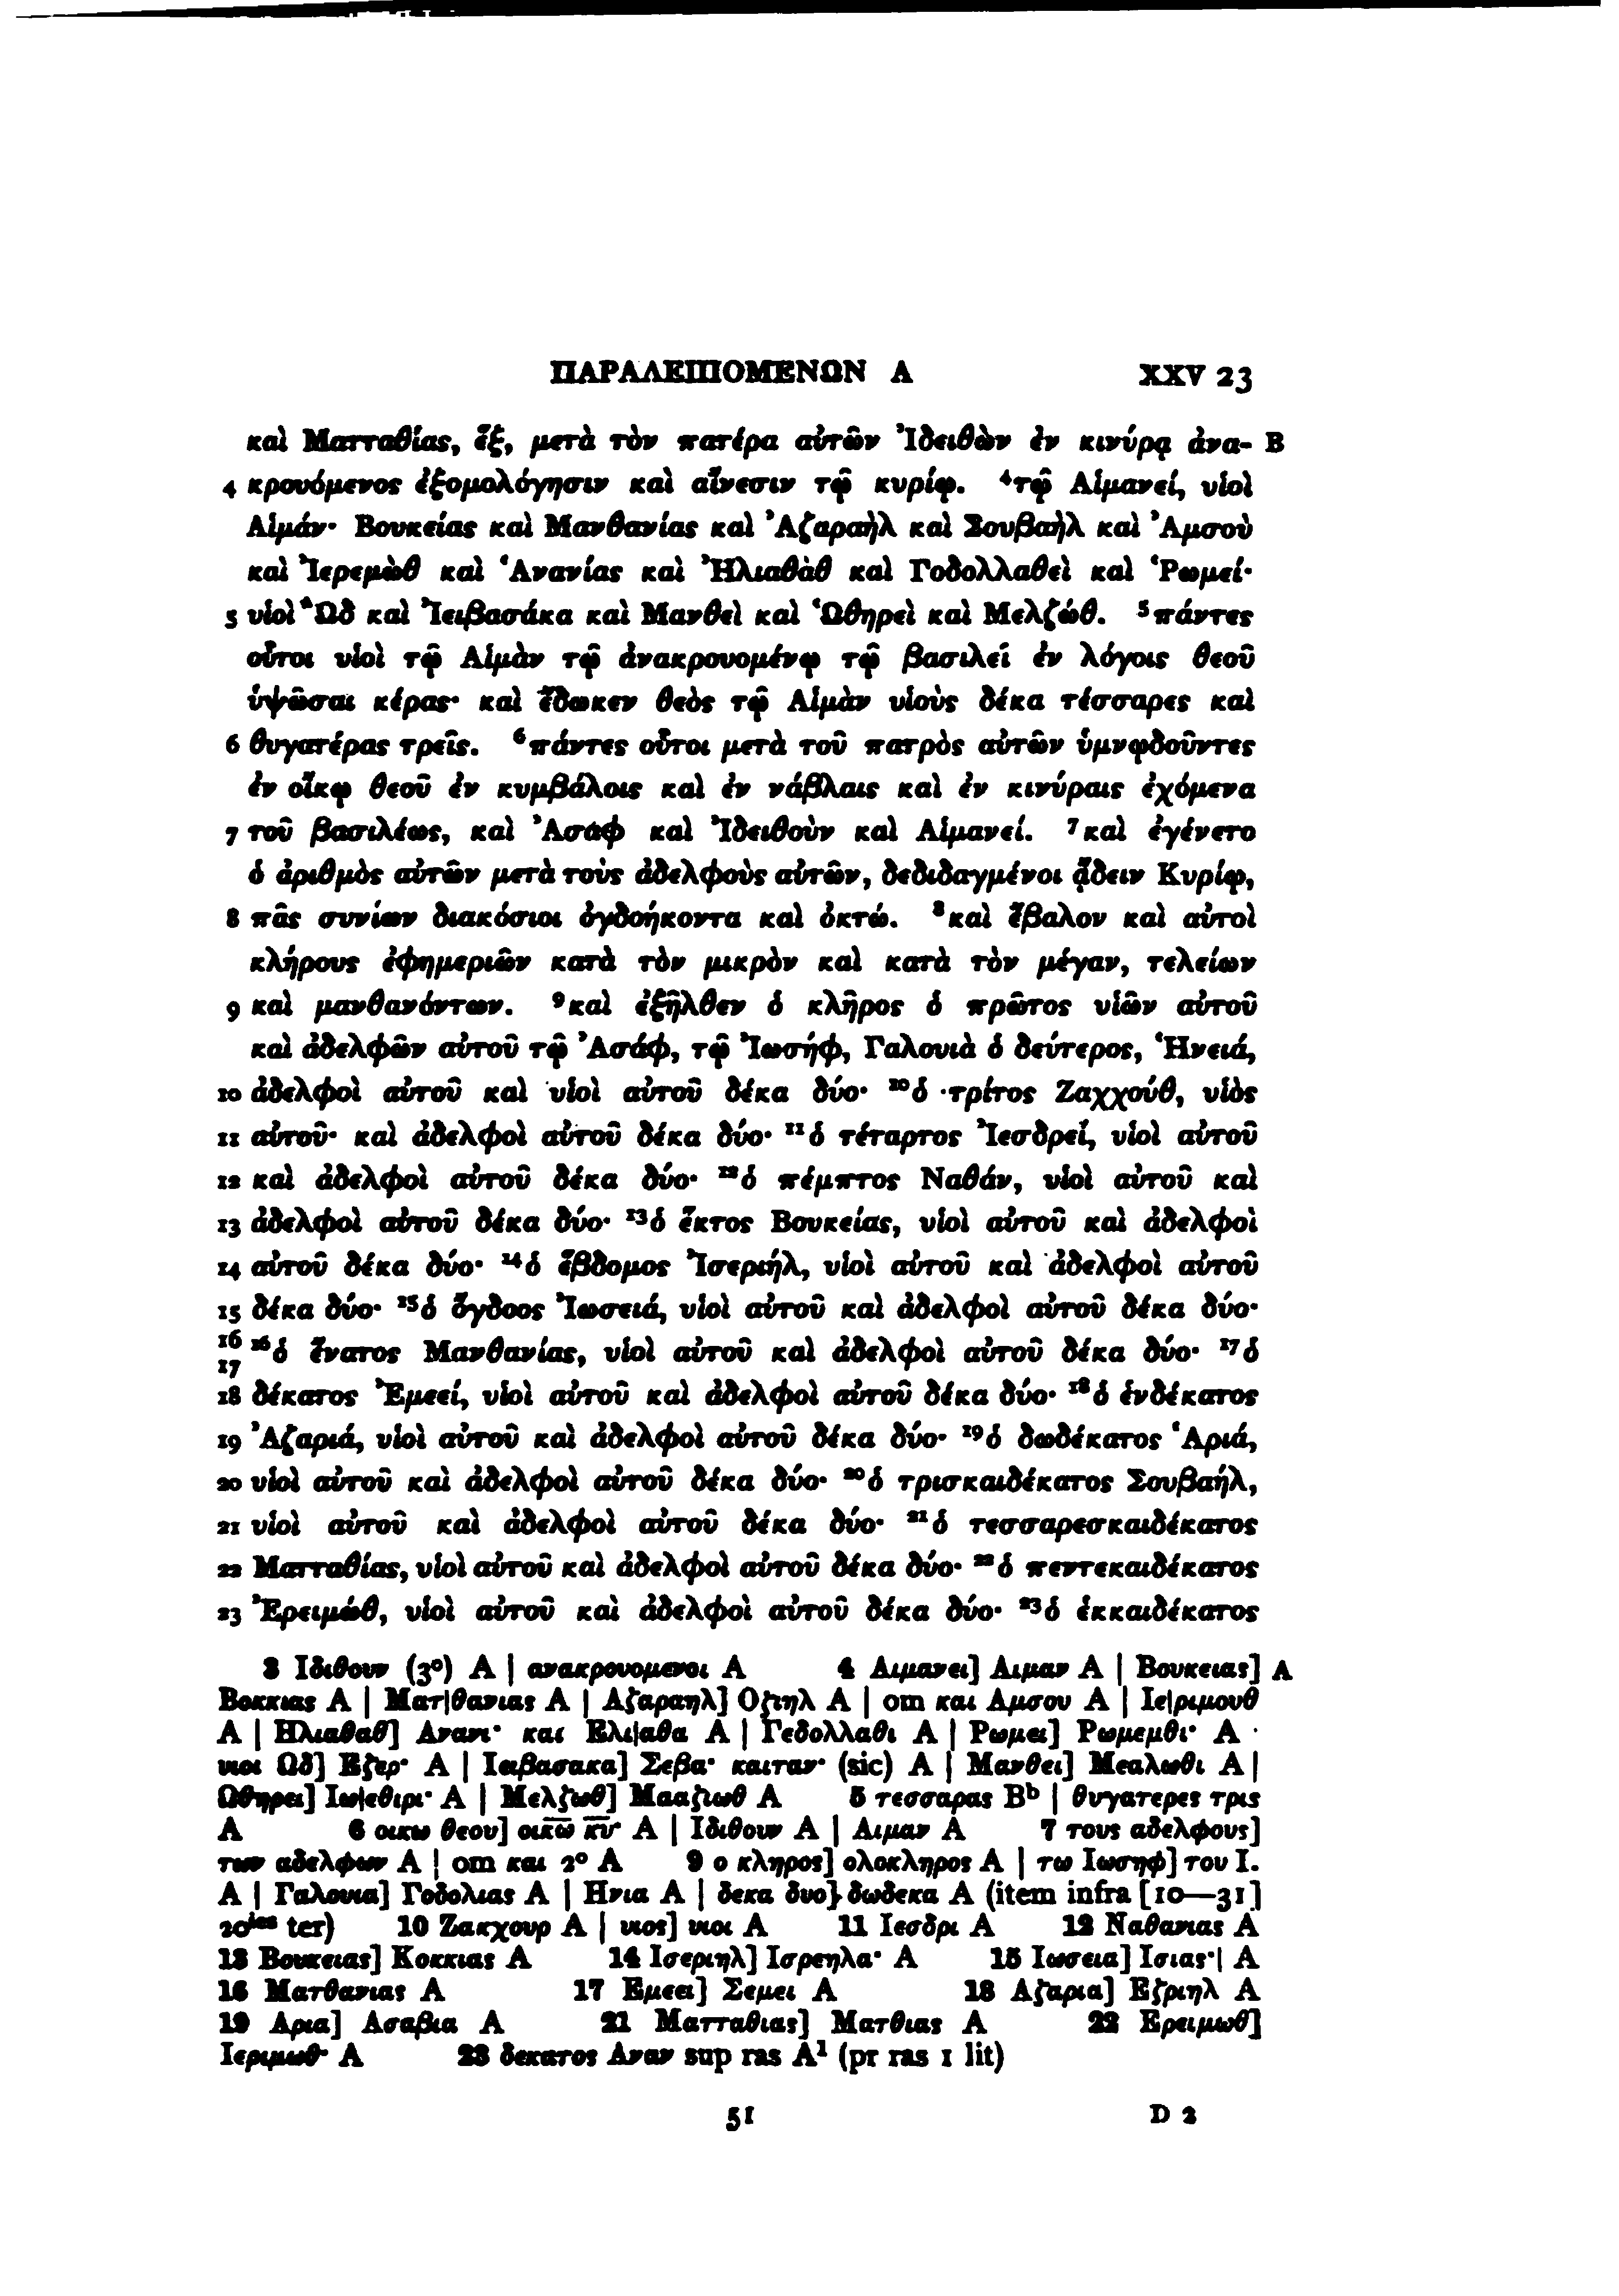 ΠΑΡΑΛΕΙΠΟΜΕΝΩΝ Α XXV 23
καὶ Ματταθίας, ἕξ, μετὰ τὸν πατέρα αὐτῶν Ἰδειθὼν ἐν κινύρᾳ ἀνα- B
4 κρουόμενος ἐξομολόγησιν καὶ αἴνεσιν τῷ κυρίῳ. ⁴τῷ Αἱμανεί, υἱοὶ
Αἱμάν· Βουκείας καὶ Μανθανίας καὶ Ἀζαραὴλ καὶ Σουβαὴλ καὶ Ἀμσοὺ
καὶ Ἰερεμὼθ καὶ Ἁνανίας καὶ Ἠλιαθὰθ καὶ Γοδολλαθεὶ καὶ Ῥωμεί·
5 υἱοὶ Ὢδ καὶ Ἰειβασάκα καὶ Μανθεὶ καὶ Ὡθηρεὶ καὶ Μελζώθ. ⁵πάντες
οὗτοι υἱοὶ τῷ Αἱμὰν τῷ ἀνακρουομένῳ τῷ βασιλεῖ ἐν λόγοις θεοῦ
ὑψῶσαι κέρας· καὶ ἔδωκεν θεὸς τῷ Αἱμὰν υἱοὺς δέκα τέσσαρες καὶ
6 θυγατέρας τρεῖς. ⁶πάντες οὗτοι μετὰ τοῦ πατρὸς αὐτῶν ὑμνῳδοῦντες
ἐν οἴκῳ θεοῦ ἐν κυμβάλοις καὶ ἐν νάβλαις καὶ ἐν κινύραις ἐχόμενα
7 τοῦ βασιλέως, καὶ Ἀσὰφ καὶ Ἰδειθοὺν καὶ Αἱμανεί. ⁷καὶ ἐγένετο
ὁ ἀριθμὸς αὐτῶν μετὰ τοὺς ἀδελφοὺς αὐτῶν, δεδιδαγμένοι ᾄδειν Κυρίῳ,
8 πᾶς συνίων διακόσιοι ὀγδοήκοντα καὶ ὀκτώ. ⁸καὶ ἔβαλον καὶ αὐτοὶ
κλήρους ἐφημεριῶν κατὰ τὸν μικρὸν καὶ κατὰ τὸν μέγαν, τελείων
9 καὶ μανθανόντων. ⁹καὶ ἐξῆλθεν ὁ κλῆρος ὁ πρῶτος υἱῶν αὐτοῦ
καὶ ἀδελφῶν αὐτοῦ τῷ Ἀσάφ, τῷ Ἰωσήφ, Γαλουιὰ ὁ δεύτερος, Ἡνειά,
10 ἀδελφοὶ αὐτοῦ καὶ υἱοὶ αὐτοῦ δέκα δύο· ¹⁰ὁ τρίτος Ζαχχούθ, υἱὸς
11 αὐτοῦ· καὶ ἀδελφοὶ αὐτοῦ δέκα δύο· ¹¹ὁ τέταρτος Ἰεσδρεί, υἱοὶ αὐτοῦ
12 καὶ ἀδελφοὶ αὐτοῦ δέκα δύο· ¹²ὁ πέμπτος Ναθάν, υἱοὶ αὐτοῦ καὶ
13 ἀδελφοὶ αὐτοῦ δέκα δύο· ¹³ὁ ἕκτος Βουκείας, υἱοὶ αὐτοῦ καὶ ἀδελφοὶ
14 αὐτοῦ δέκα δύο· ¹⁴ὁ ἕβδομος Ἰσεριήλ, υἱοὶ αὐτοῦ καὶ ἀδελφοὶ αὐτοῦ
15 δέκα δύο· ¹⁵ὁ ὄγδοος Ἰωσειά, υἱοὶ αὐτοῦ καὶ ἀδελφοὶ αὐτοῦ δέκα δύο·
16 17 ¹⁶ὁ ἔνατος Μανθανίας, υἱοὶ αὐτοῦ καὶ ἀδελφοὶ αὐτοῦ δέκα δύο· ¹⁷ὁ
18 δέκατος Ἐμεεί, υἱοὶ αὐτοῦ καὶ ἀδελφοὶ αὐτοῦ δέκα δύο· ¹⁸ὁ ἑνδέκατος
19 Ἀζαριά, υἱοὶ αὐτοῦ καὶ ἀδελφοὶ αὐτοῦ δέκα δύο· ¹⁹ὁ δωδέκατος Ἁριά,
20 υἱοὶ αὐτοῦ καὶ ἀδελφοὶ αὐτοῦ δέκα δύο· ²⁰ὁ τρισκαιδέκατος Σουβαήλ,
21 υἱοὶ αὐτοῦ καὶ ἀδελφοὶ αὐτοῦ δέκα δύο· ²¹ὁ τεσσαρεσκαιδέκατος
22 Ματταθίας, υἱοὶ αὐτοῦ καὶ ἀδελφοὶ αὐτοῦ δέκα δύο· ²²ὁ πεντεκαιδέκατος
23 Ἐρειμώθ, υἱοὶ αὐτοῦ καὶ ἀδελφοὶ αὐτοῦ δέκα δύο· ²³ὁ ἑκκαιδέκατος
3 Ιδιθουν (3º) A | ανακρουομενοι A 4 Αιμανει] Αιμαν A | Βουκειας] A
Βοκκιας A | Ματ|θανιας A | Αζαραηλ] Οζιηλ A | om και Αμσου A | Ιε|ριμουθ
A | Ηλιαθαθ] Ανανι· και Ελι|αθα A | Γεδολλαθι A | Ρωμει] Ρωμεμθι· A
υιοι Ωδ] Εζερ· A | Ιειβασακα] Σεβα· καιταν· (sic) A | Μανθει] Μεαλωθι A |
Ωθηρει] Ιω|εθιρι· A | Μελζωθ] Μααζιωθ A 5 τεσσαρας Bᵇ | θυγατερες τρις
A 6 οικω θεου] οικω κ̅υ̅ A | Ιδιθουν A | Αιμαν A 7 τους αδελφους]
των αδελφων A | om και 2º A 9 ο κληρος] ολοκληρος A | τω Ιωσηφ] του Ι.
A | Γαλουια] Γοδολιας A | Ηνια A | δεκα δυο] δωδεκα A (item infra [10—31]
20ⁱᵉˢ ter) 10 Ζακχουρ A | υιος] υιοι A 11 Ιεσδρι A 12 Ναθανιας A
13 Βουκειας] Κοκκιας A 14 Ισεριηλ] Ισρεηλα· A 15 Ιωσεια] Ισιας·| A
16 Ματθανιας A 17 Εμεει] Σεμει A 18 Αζαρια] Εζριηλ A
19 Αρια] Ασαβια A 21 Ματταθιας] Ματθιας A 22 Ερειμωθ]
Ιεριμωθ· A 23 δεκατος Αναν sup ras A¹ (pr ras 1 lit)
51 D 2